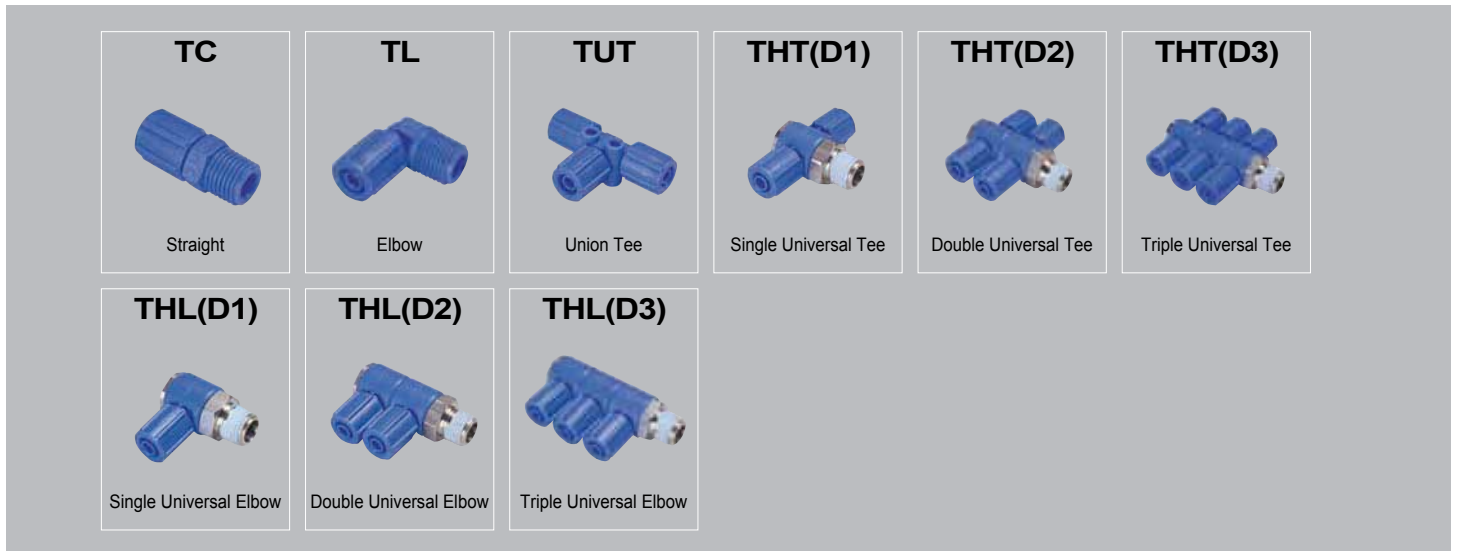 TC
TL
TUT
THT(D1)
THT(D2)
THT(D3)
Straight
Elbow
Union Tee
Single Universal Tee
Double Universal Tee
Triple Universal Tee
THL(D1)
THL(D2)
THL(D3)
Single Universal Elbow
Double Universal Elbow
Triple Universal Elbow